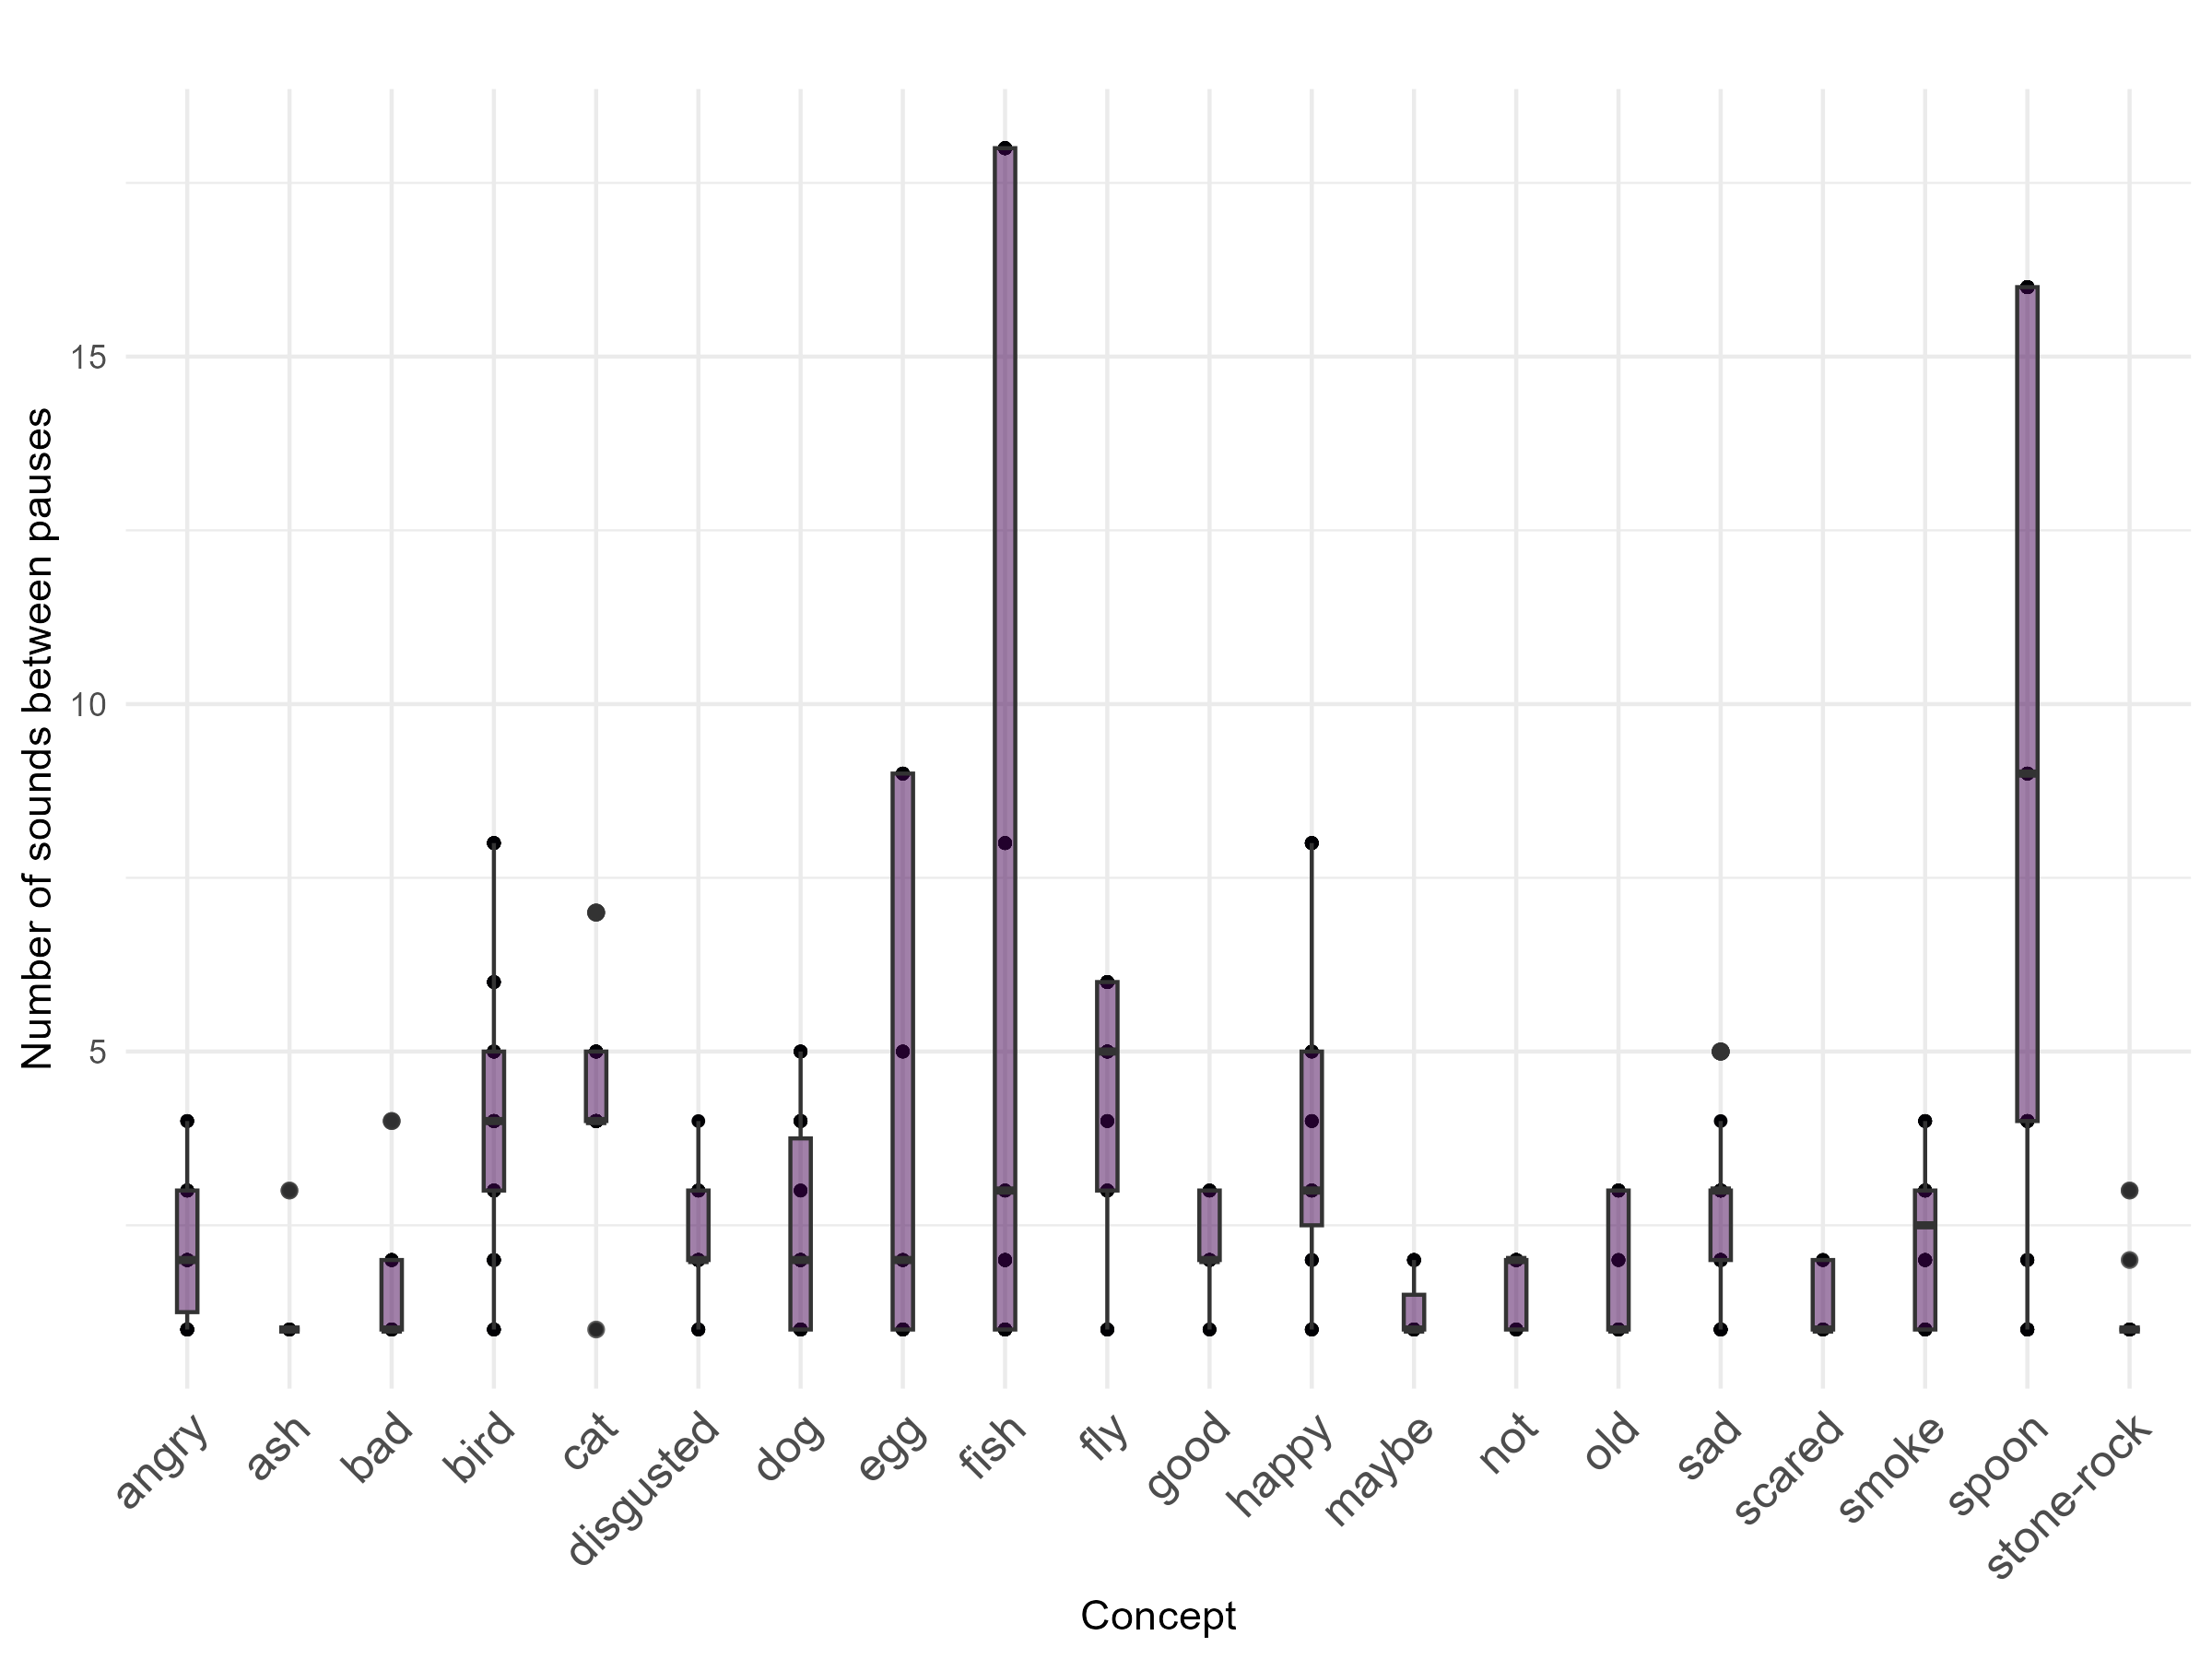 Number of sounds between pausses
15
10
5
angry
ash
bad
bird
cat
disgusted
dog
egg
fish
fly
good
happy
maybe
not
old
sad
scared
smoke
spoon
stone-rock
Concept